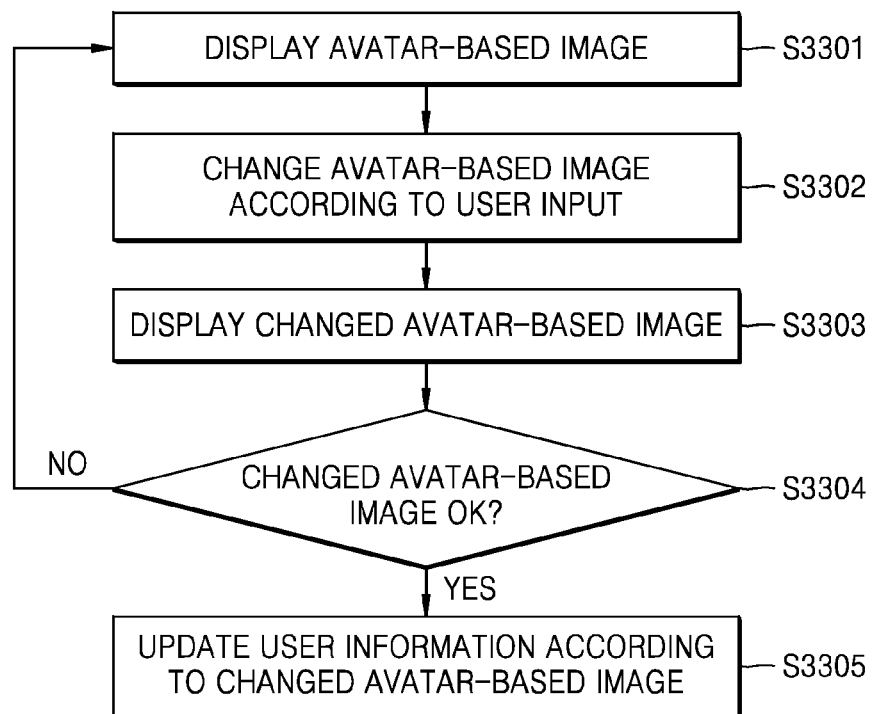 DISPLAY AVATAR-BASED IMAGE
S3301
CHANGE AVATAR-BASED IMAGE
ACCORDING TO USER INPUT
S3302
DISPLAY CHANGED AVATAR-BASED IMAGE
S3303
NO
CHANGED AVATAR-BASED
IMAGE OK?
S3304
YES
UPDATE USER INFORMATION ACCORDING
TO CHANGED AVATAR-BASED IMAGE
S3305